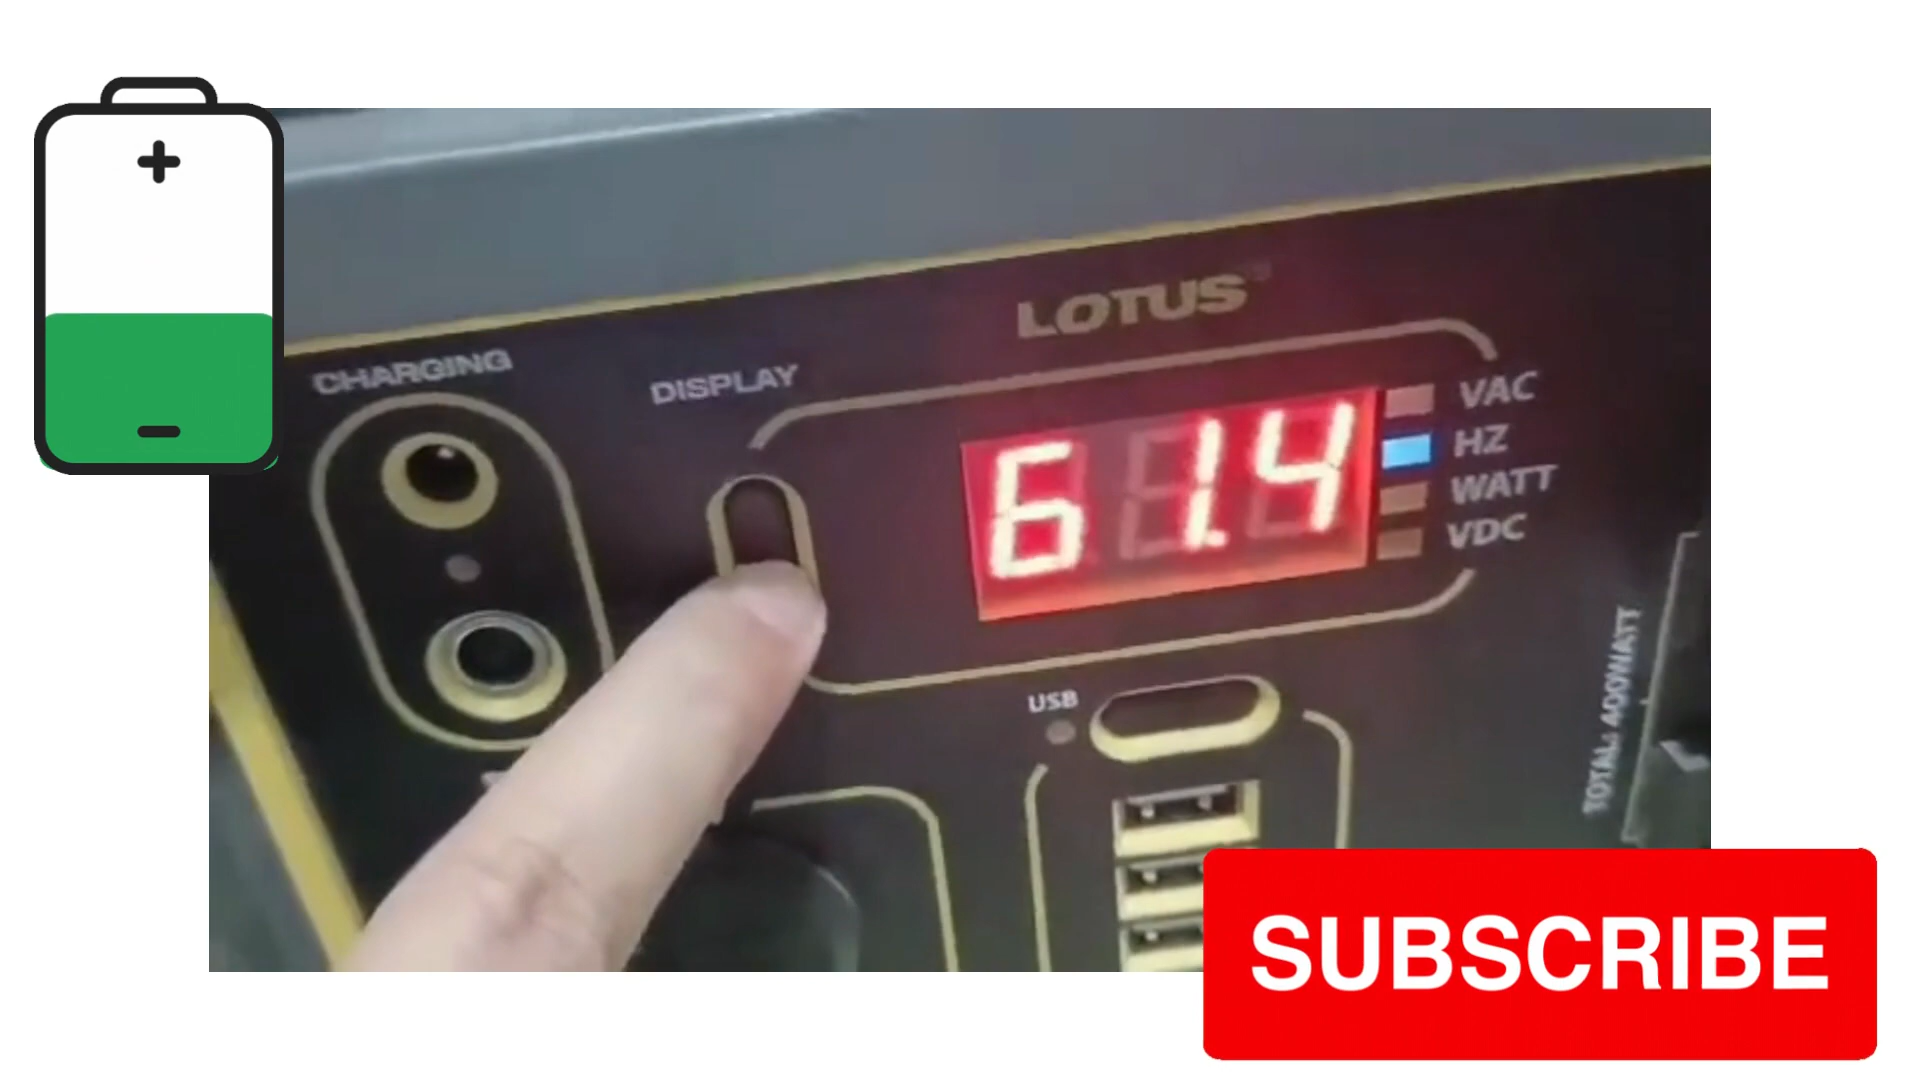 LOTUS
CHARGING
DISPLAY
61.4
VAC
HZ
WATT
VDC
USB
TOTAL: 400WATT
SUBSCRIBE